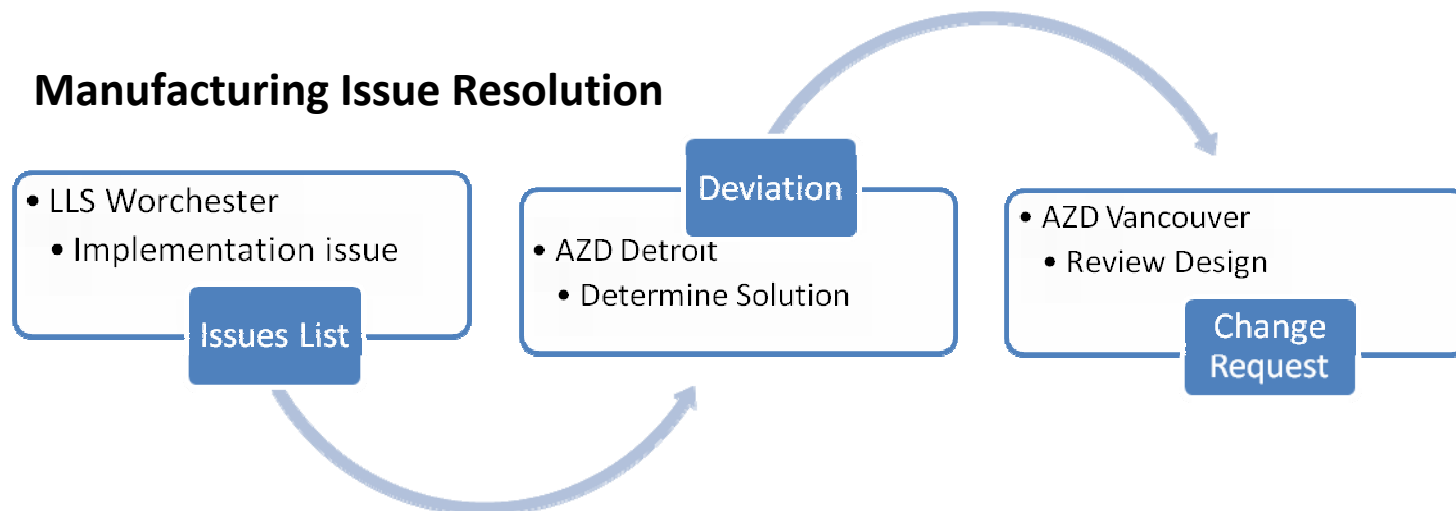 Manufacturing Issue Resolution
• LLS Worchester
• Implementation issue
Issues List
Deviation
• AZD Detroit
• Determine Solution
• AZD Vancouver
• Review Design
Change
Request